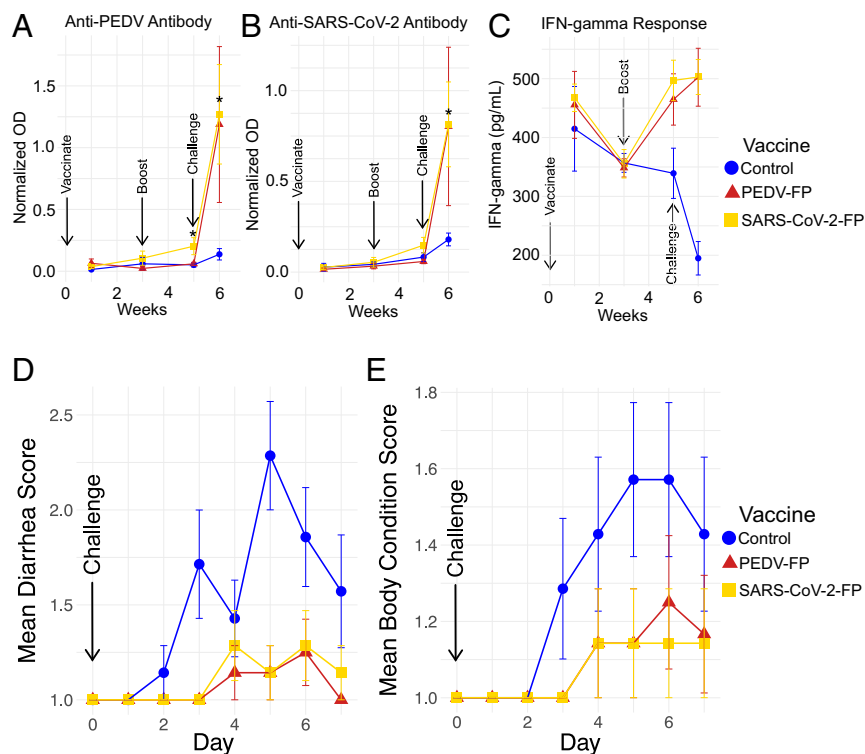 A
Anti-PEDV Antibody
1.5
1.0
0.5
0.0
Normalized OD
Vaccinate
Boost
Challenge
*
*
0
2
4
6
Weeks
B
Anti-SARS-CoV-2 Antibody
1.0
0.5
0.0
Normalized OD
Vaccinate
Boost
Challenge
*
0
2
4
6
Weeks
C
IFN-gamma Response
500
400
300
200
IFN-gamma (pg/mL)
Vaccinate
Boost
Challenge
0
2
4
6
Weeks
Vaccine
Control
PEDV-FP
SARS-CoV-2-FP
D
2.5
2.0
1.5
1.0
Mean Diarrhea Score
Challenge
0
2
4
6
Day
E
1.8
1.6
1.4
1.2
1.0
Mean Body Condition Score
Challenge
0
2
4
6
Day
Vaccine
Control
PEDV-FP
SARS-CoV-2-FP